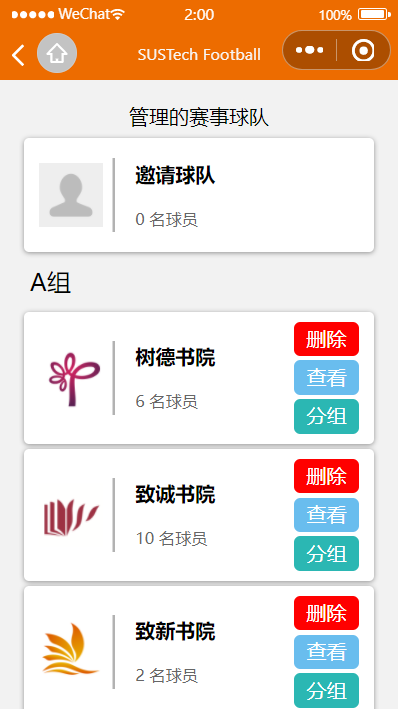 WeChat 2:00 100%
SUSTech Football
管理的赛事球队
邀请球队
0 名球员
A组
树德书院
6 名球员
删除
查看
分组
致诚书院
10 名球员
删除
查看
分组
致新书院
2 名球员
删除
查看
分组